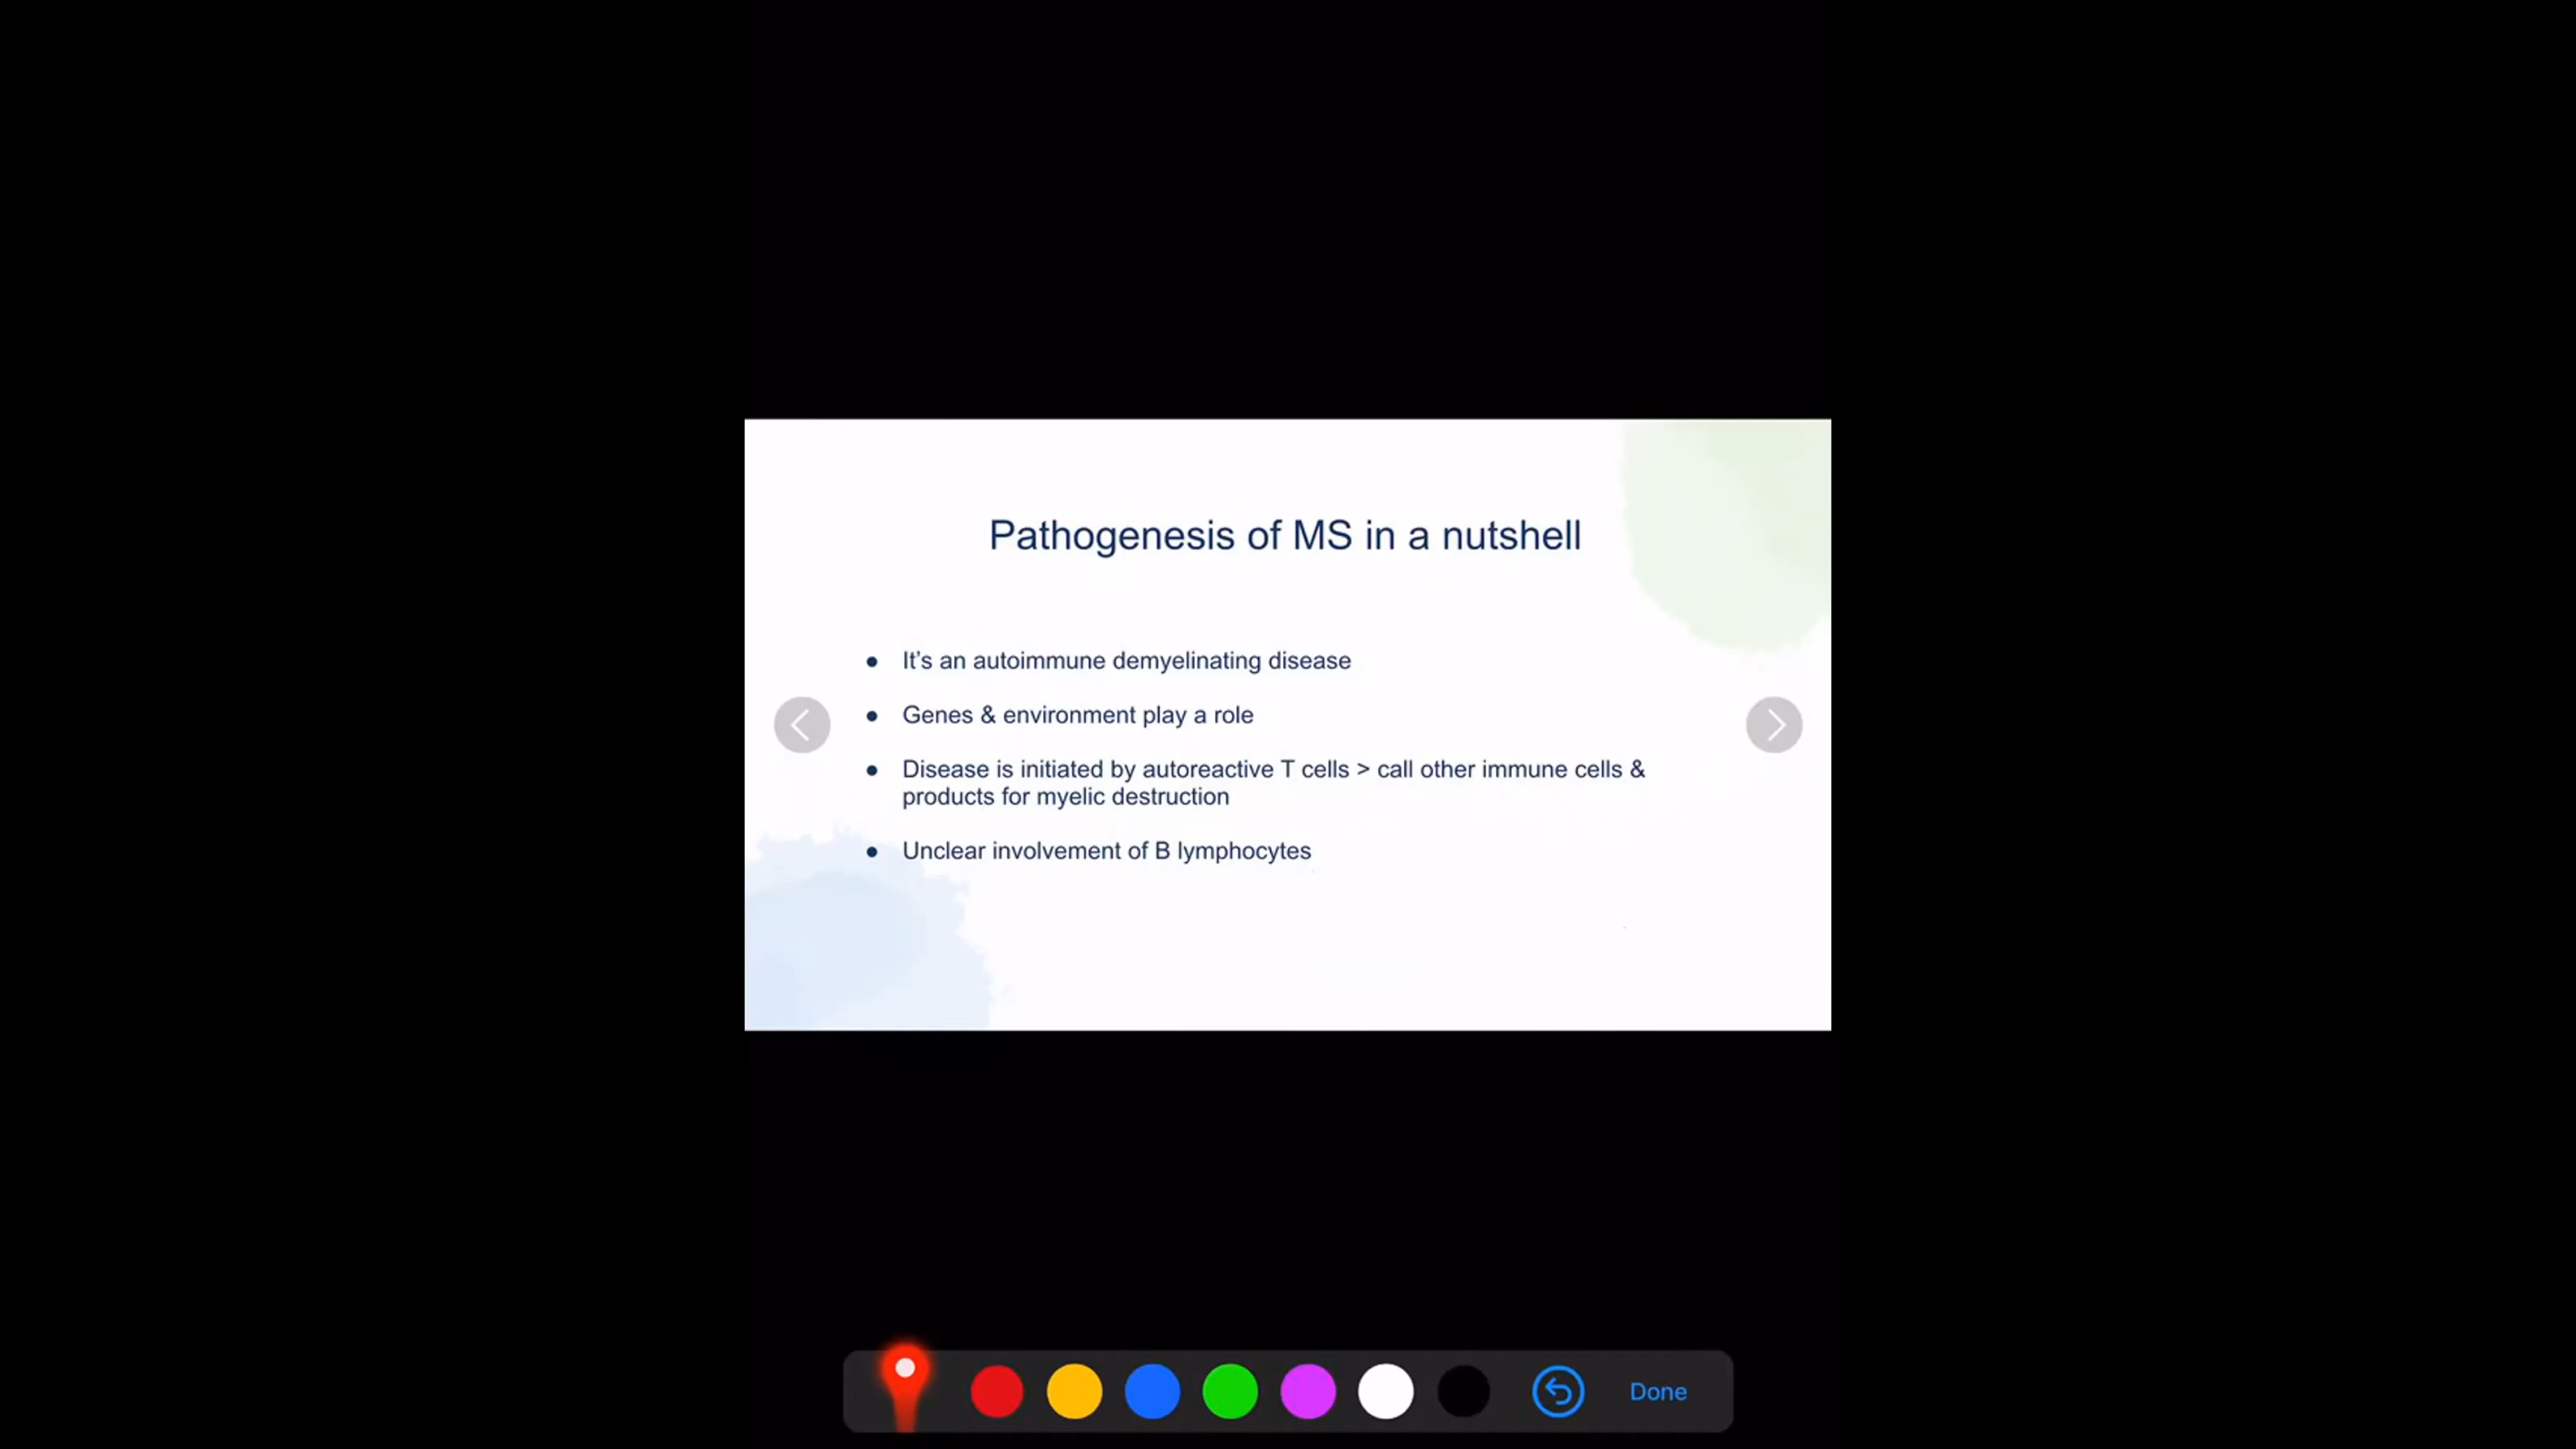 Pathogenesis of MS in a nutshell
● It’s an autoimmune demyelinating disease
● Genes & environment play a role
● Disease is initiated by autoreactive T cells > call other immune cells &
products for myelic destruction
● Unclear involvement of B lymphocytes
Done